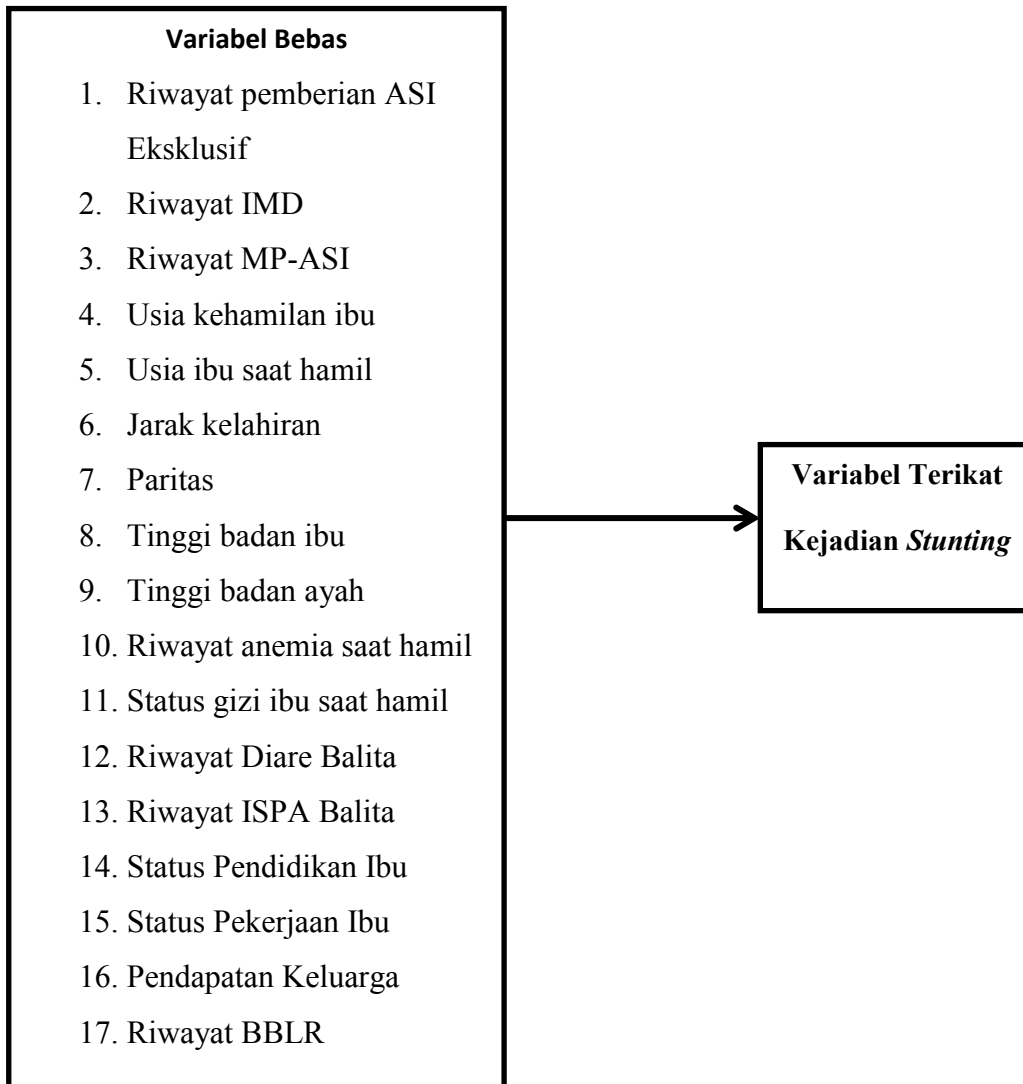 Variabel Bebas
1. Riwayat pemberian ASI
Eksklusif
2. Riwayat IMD
3. Riwayat MP-ASI
4. Usia kehamilan ibu
5. Usia ibu saat hamil
6. Jarak kelahiran
7. Paritas
8. Tinggi badan ibu
9. Tinggi badan ayah
10. Riwayat anemia saat hamil
11. Status gizi ibu saat hamil
12. Riwayat Diare Balita
13. Riwayat ISPA Balita
14. Status Pendidikan Ibu
15. Status Pekerjaan Ibu
16. Pendapatan Keluarga
17. Riwayat BBLR
Variabel Terikat
Kejadian Stunting